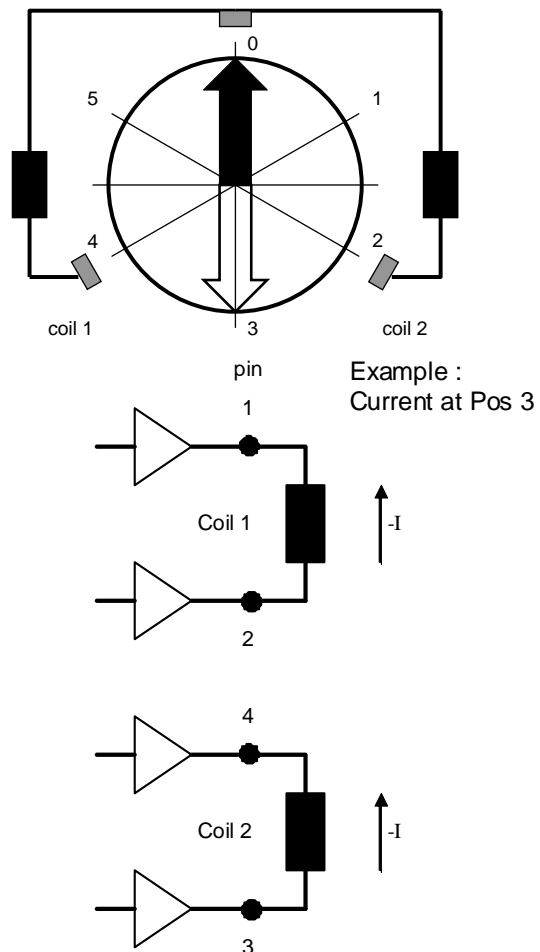 0
5
1
4
2
coil 1
3
coil 2
pin
Example :
Current at Pos 3
1
Coil 1
-I
2
4
Coil 2
-I
3